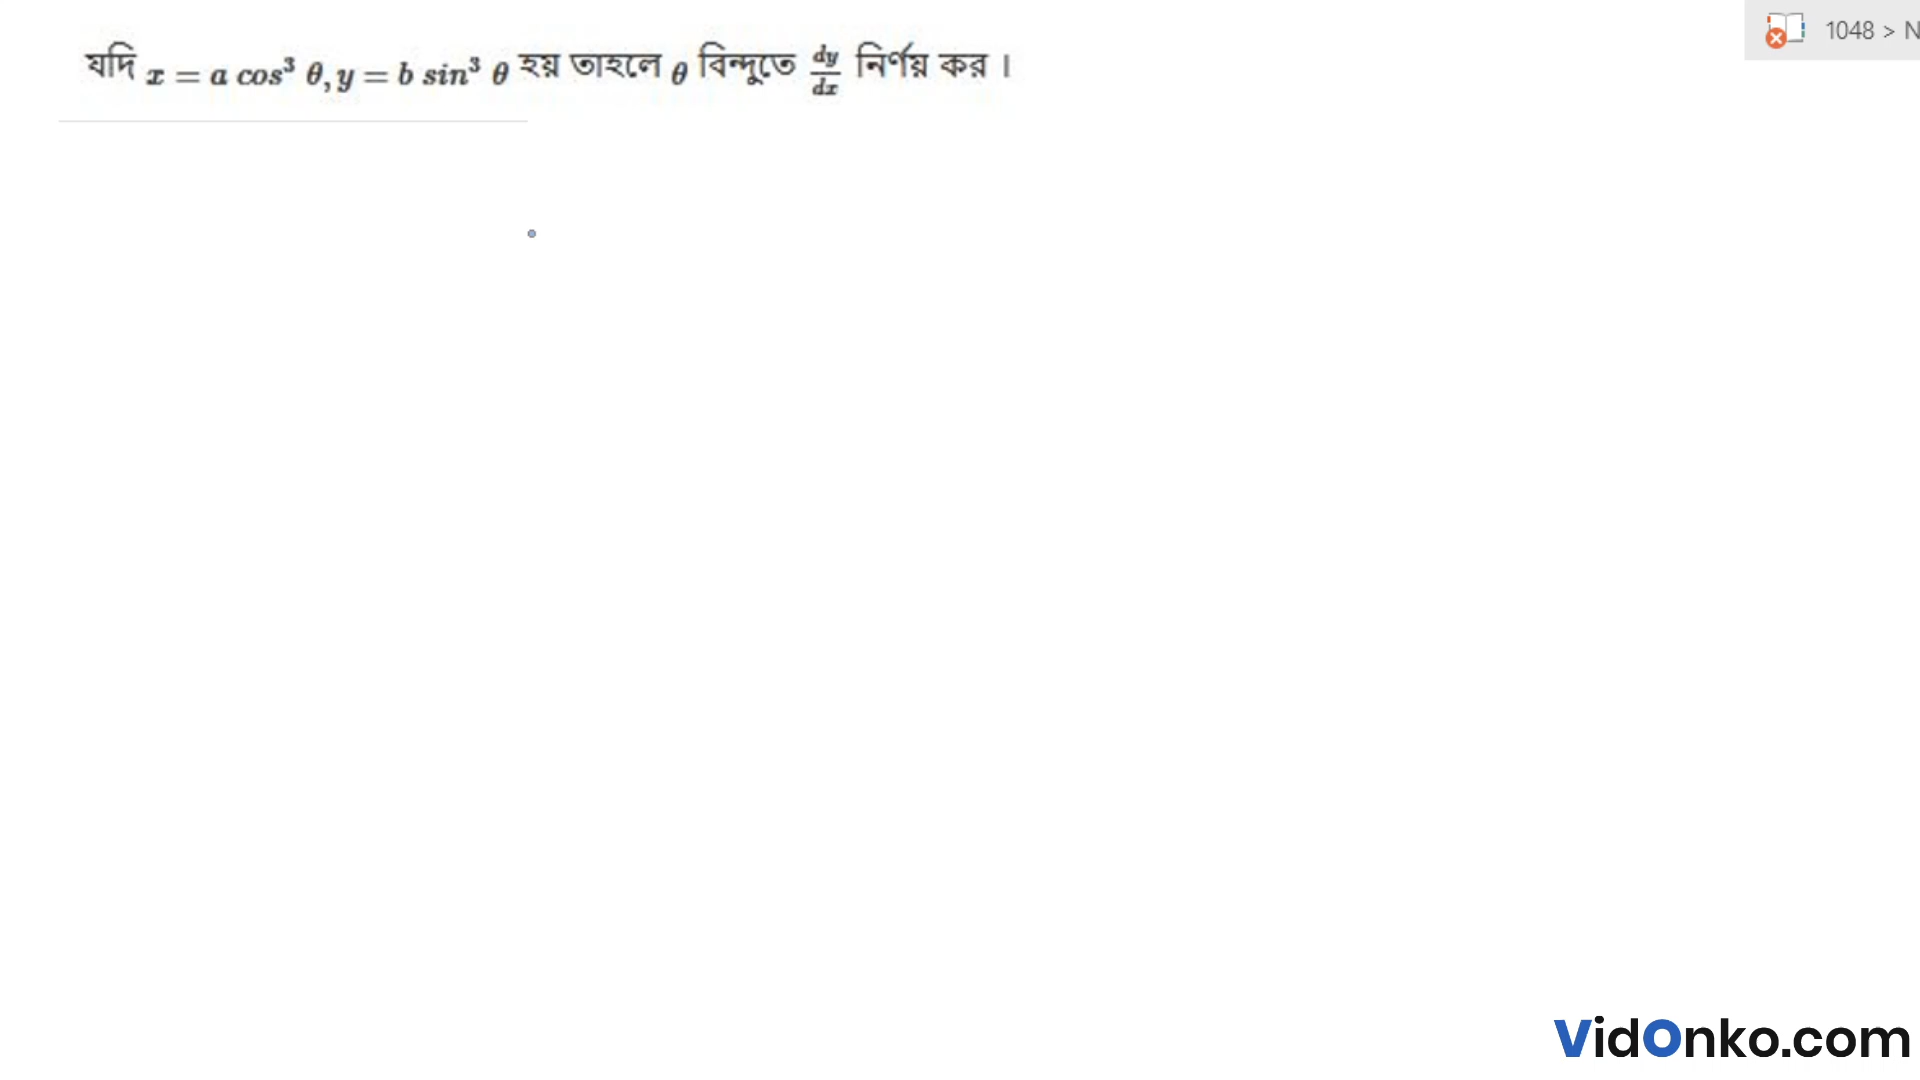 1048 > N
যদি x = a cos³ θ, y = b sin³ θ হয় তাহলে θ বিন্দুতে dy/dx নির্ণয় কর ।
VidOnko.com